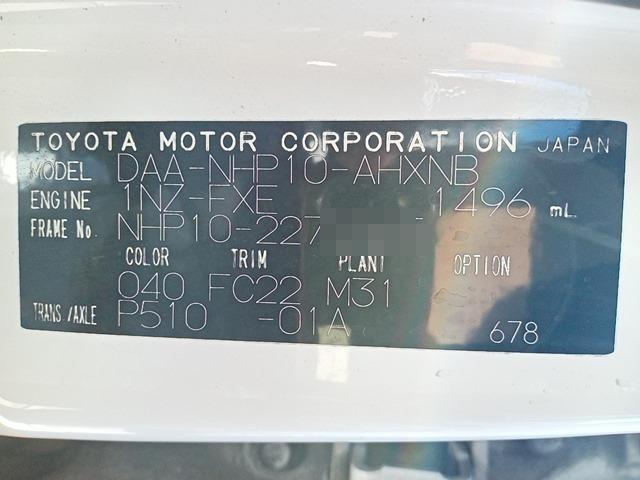 TOYOTA MOTOR CORPORATION JAPAN
MODEL DAA-NHP10-AHXNB
ENGINE 1NZ-FXE 1496 mL
FRAME No. NHP10-227
COLOR TRIM PLANT OPTION
040 FC22 M31
TRANS./AXLE P510 -01A 678